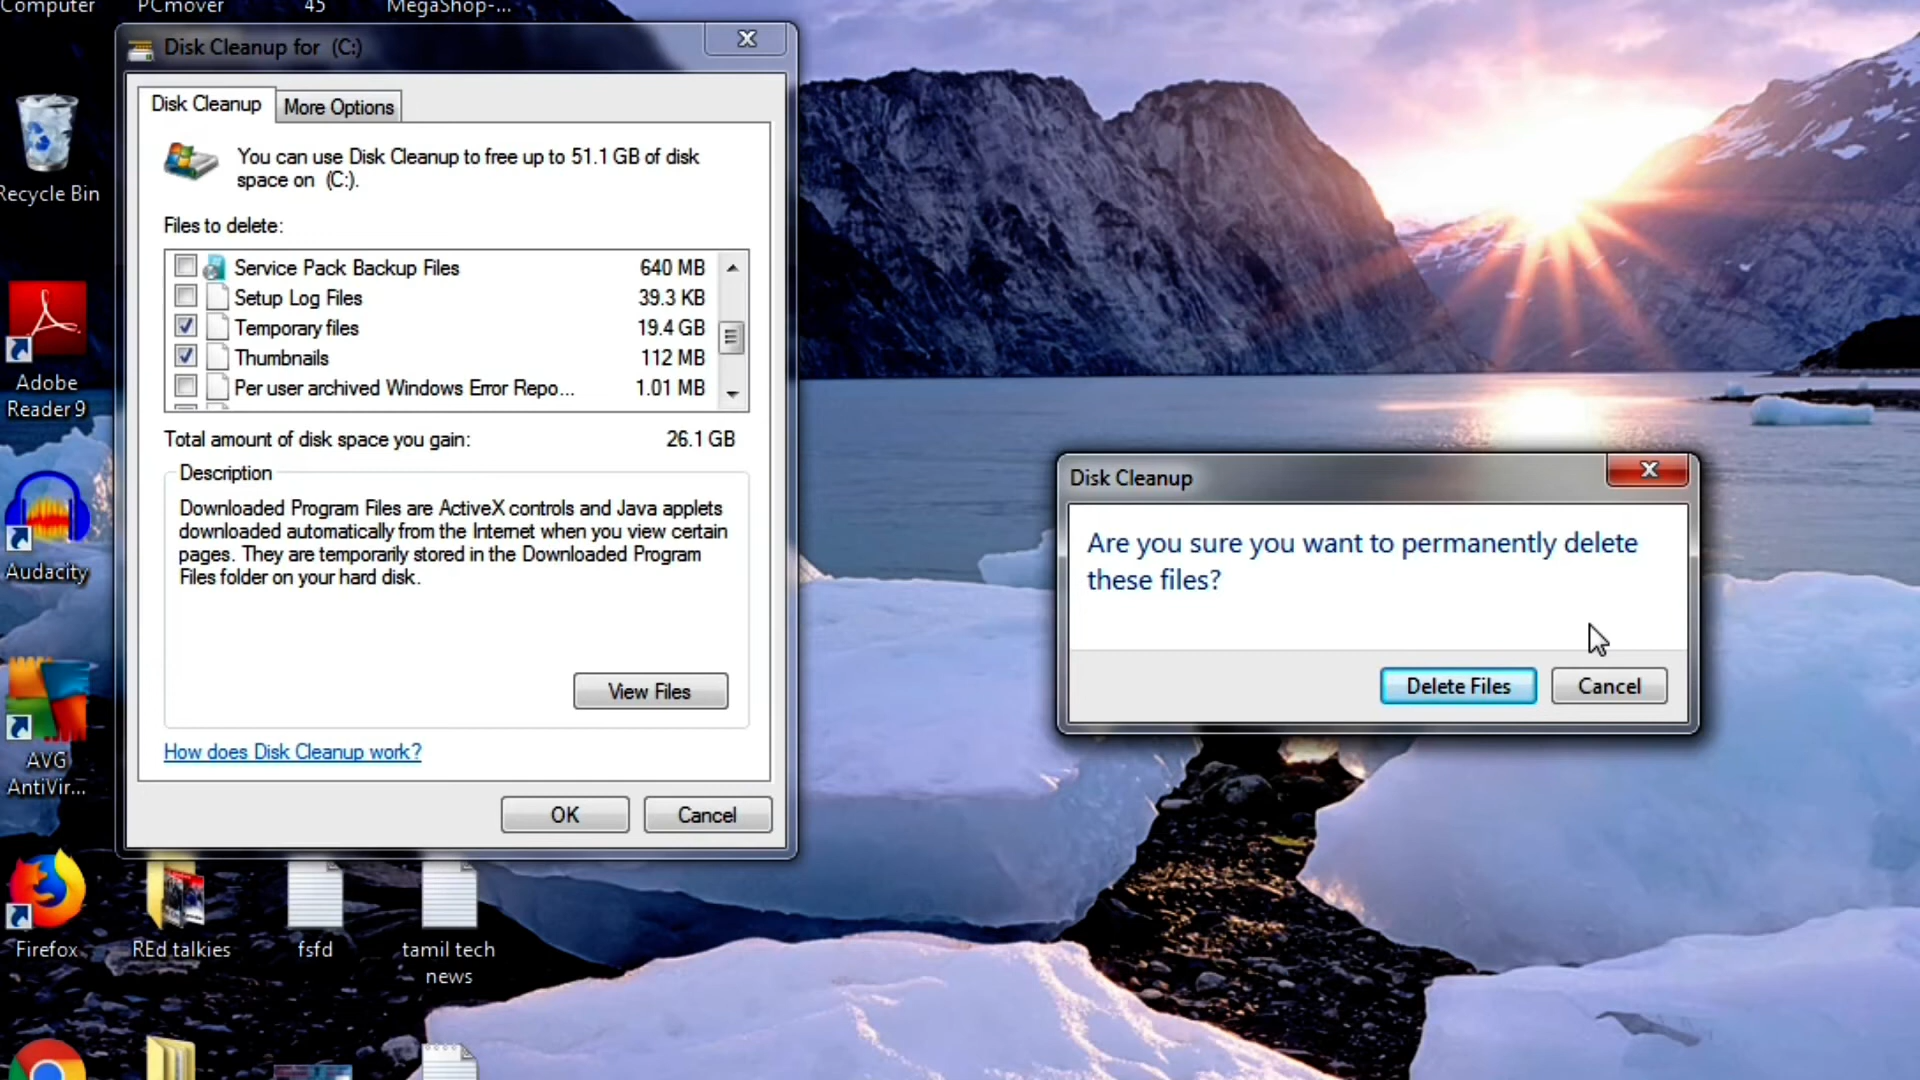 Computer
PCmover
45
MegaShop-...
Disk Cleanup for  (C:)
Disk Cleanup
More Options
You can use Disk Cleanup to free up to 51.1 GB of disk
space on  (C:).
Files to delete:
Service Pack Backup Files 640 MB
Setup Log Files 39.3 KB
Temporary files 19.4 GB
Thumbnails 112 MB
Per user archived Windows Error Repo... 1.01 MB
Total amount of disk space you gain: 26.1 GB
Description
Downloaded Program Files are ActiveX controls and Java applets
downloaded automatically from the Internet when you view certain
pages. They are temporarily stored in the Downloaded Program
Files folder on your hard disk.
View Files
How does Disk Cleanup work?
OK
Cancel
Disk Cleanup
Are you sure you want to permanently delete
these files?
Delete Files
Cancel
Recycle Bin
Adobe
Reader 9
Audacity
AVG
AntiVir...
Firefox
REd talkies
fsfd
tamil tech
news